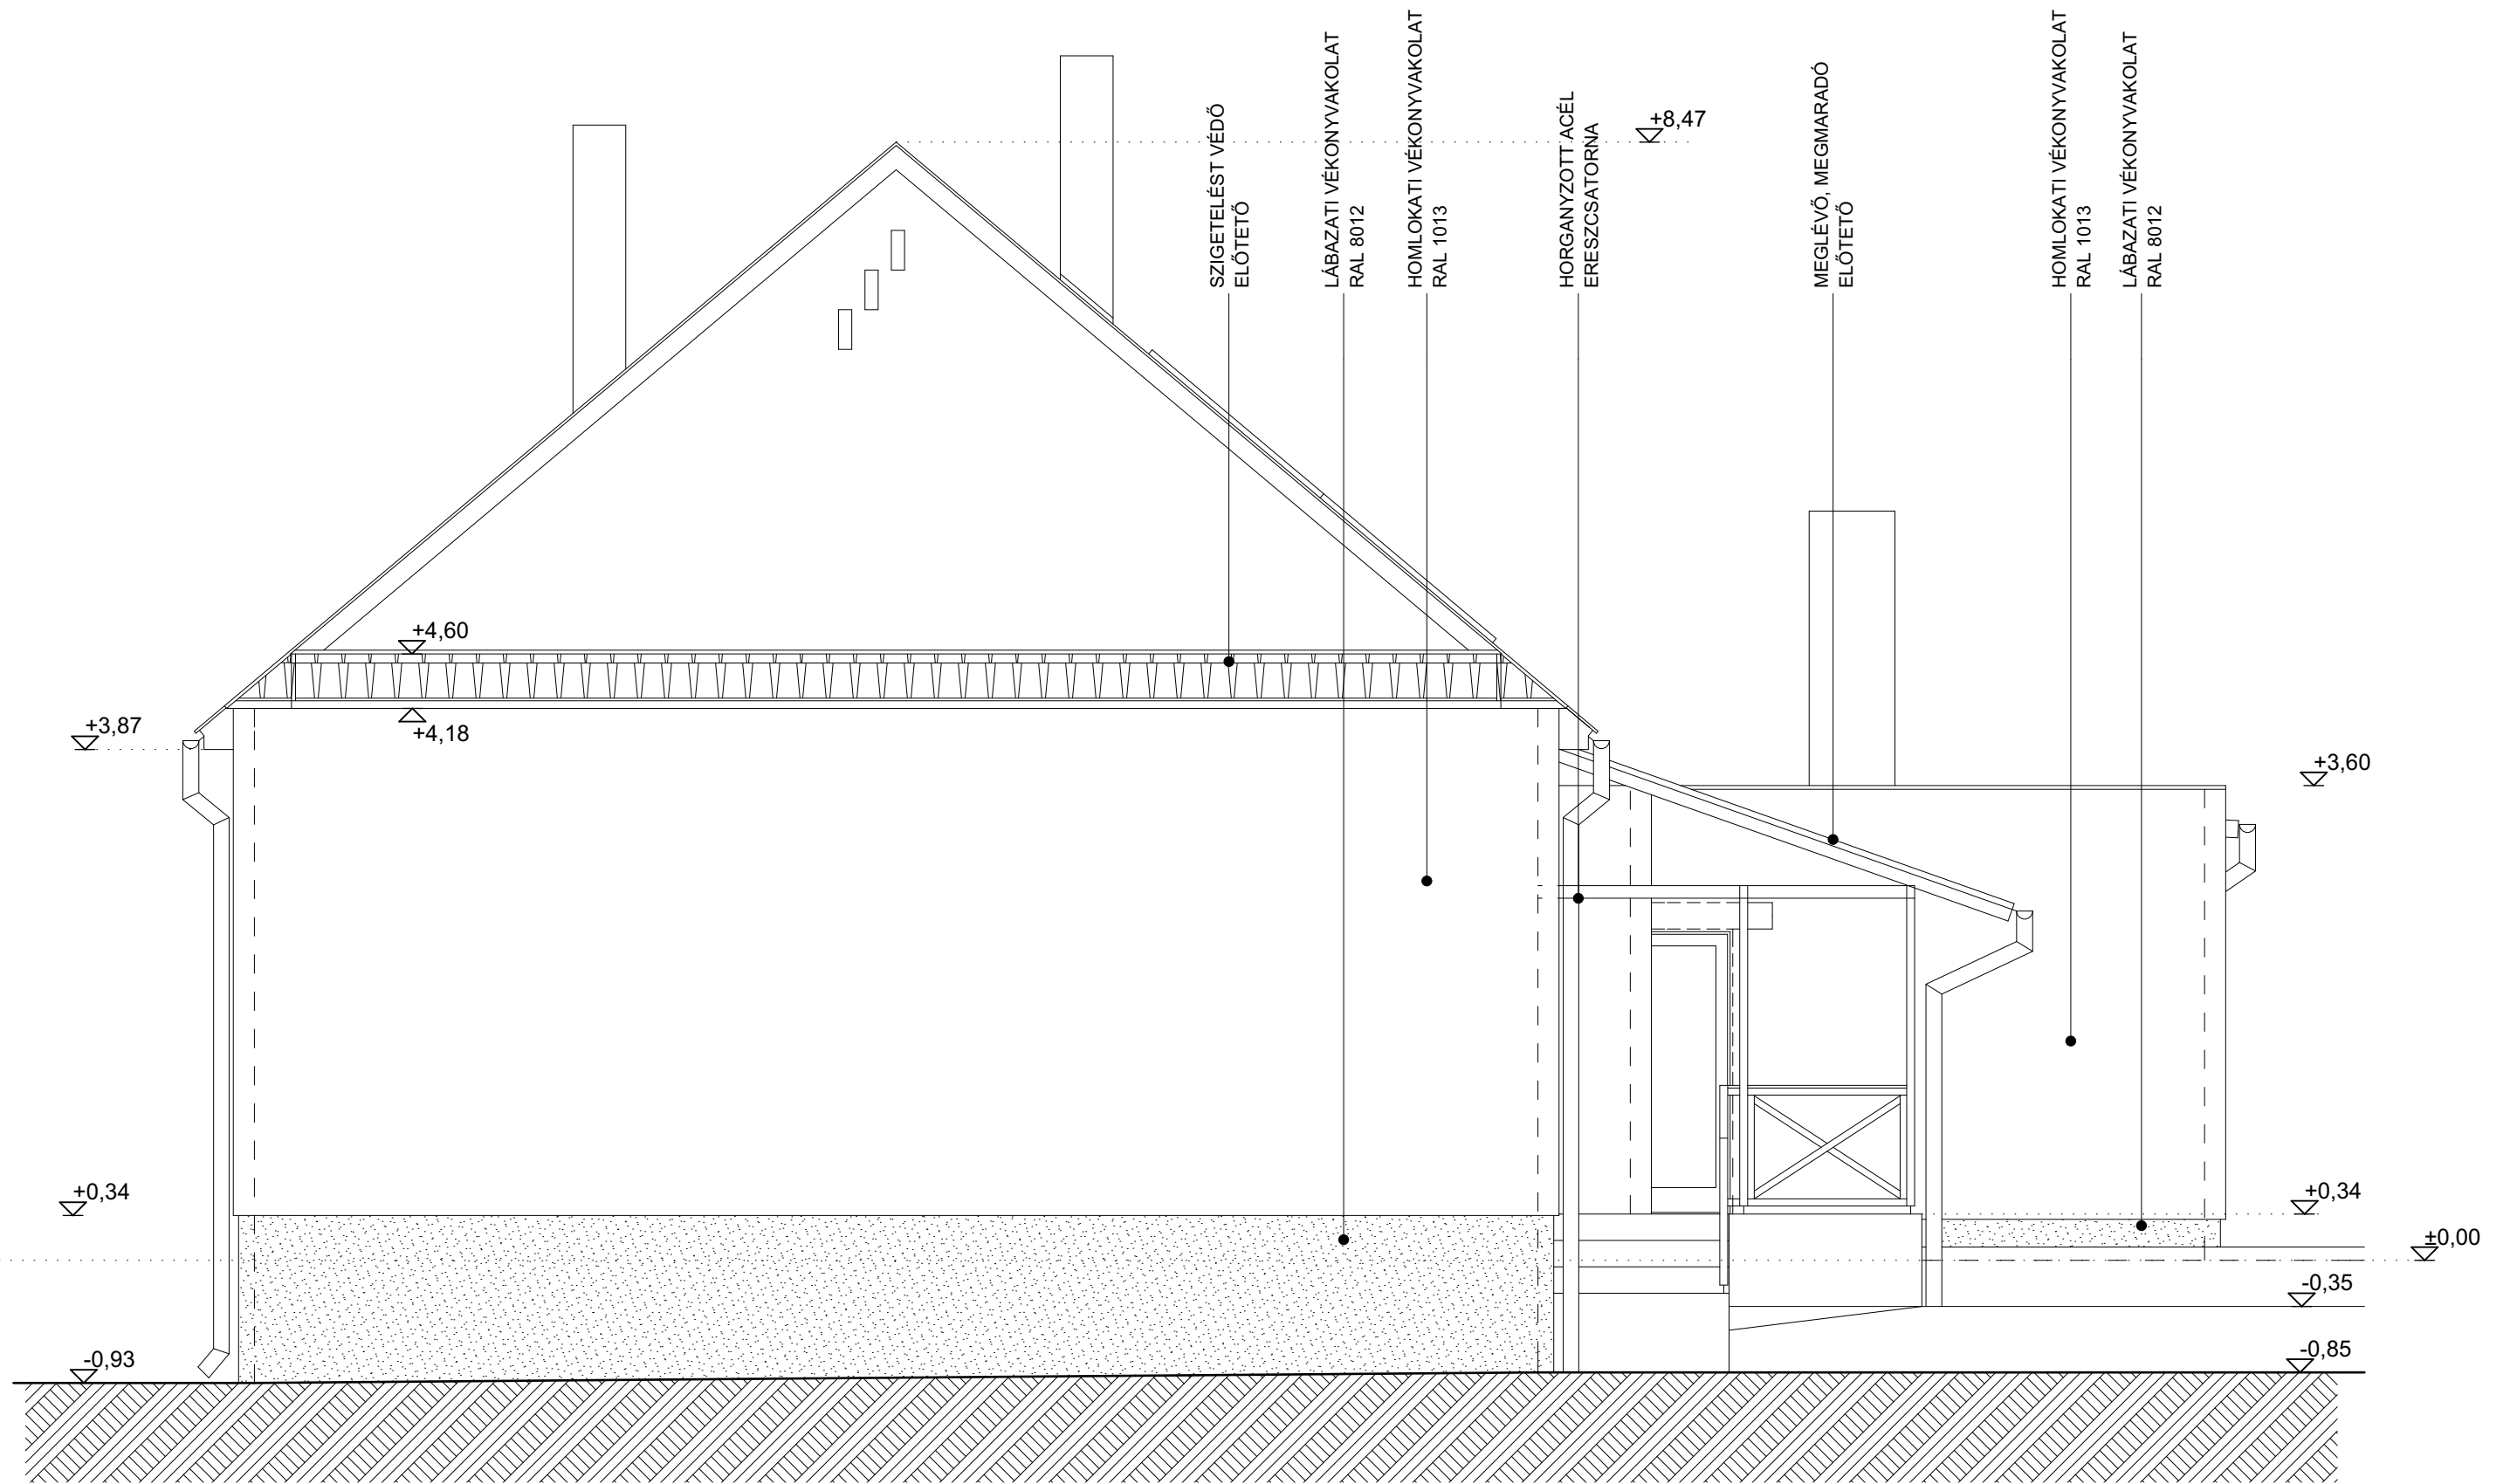 SZIGETELÉST VÉDŐ
ELŐTETŐ
LÁBAZATI VÉKONYVAKOLAT
RAL 8012
HOMLOKATI VÉKONYVAKOLAT
RAL 1013
HORGANYZOTT ACÉL
ERESZCSATORNA
MEGLÉVŐ, MEGMARADÓ
ELŐTETŐ
HOMLOKATI VÉKONYVAKOLAT
RAL 1013
LÁBAZATI VÉKONYVAKOLAT
RAL 8012
+8,47
+4,60
+3,87
+4,18
+3,60
+0,34
+0,34
±0,00
-0,35
-0,93
-0,85